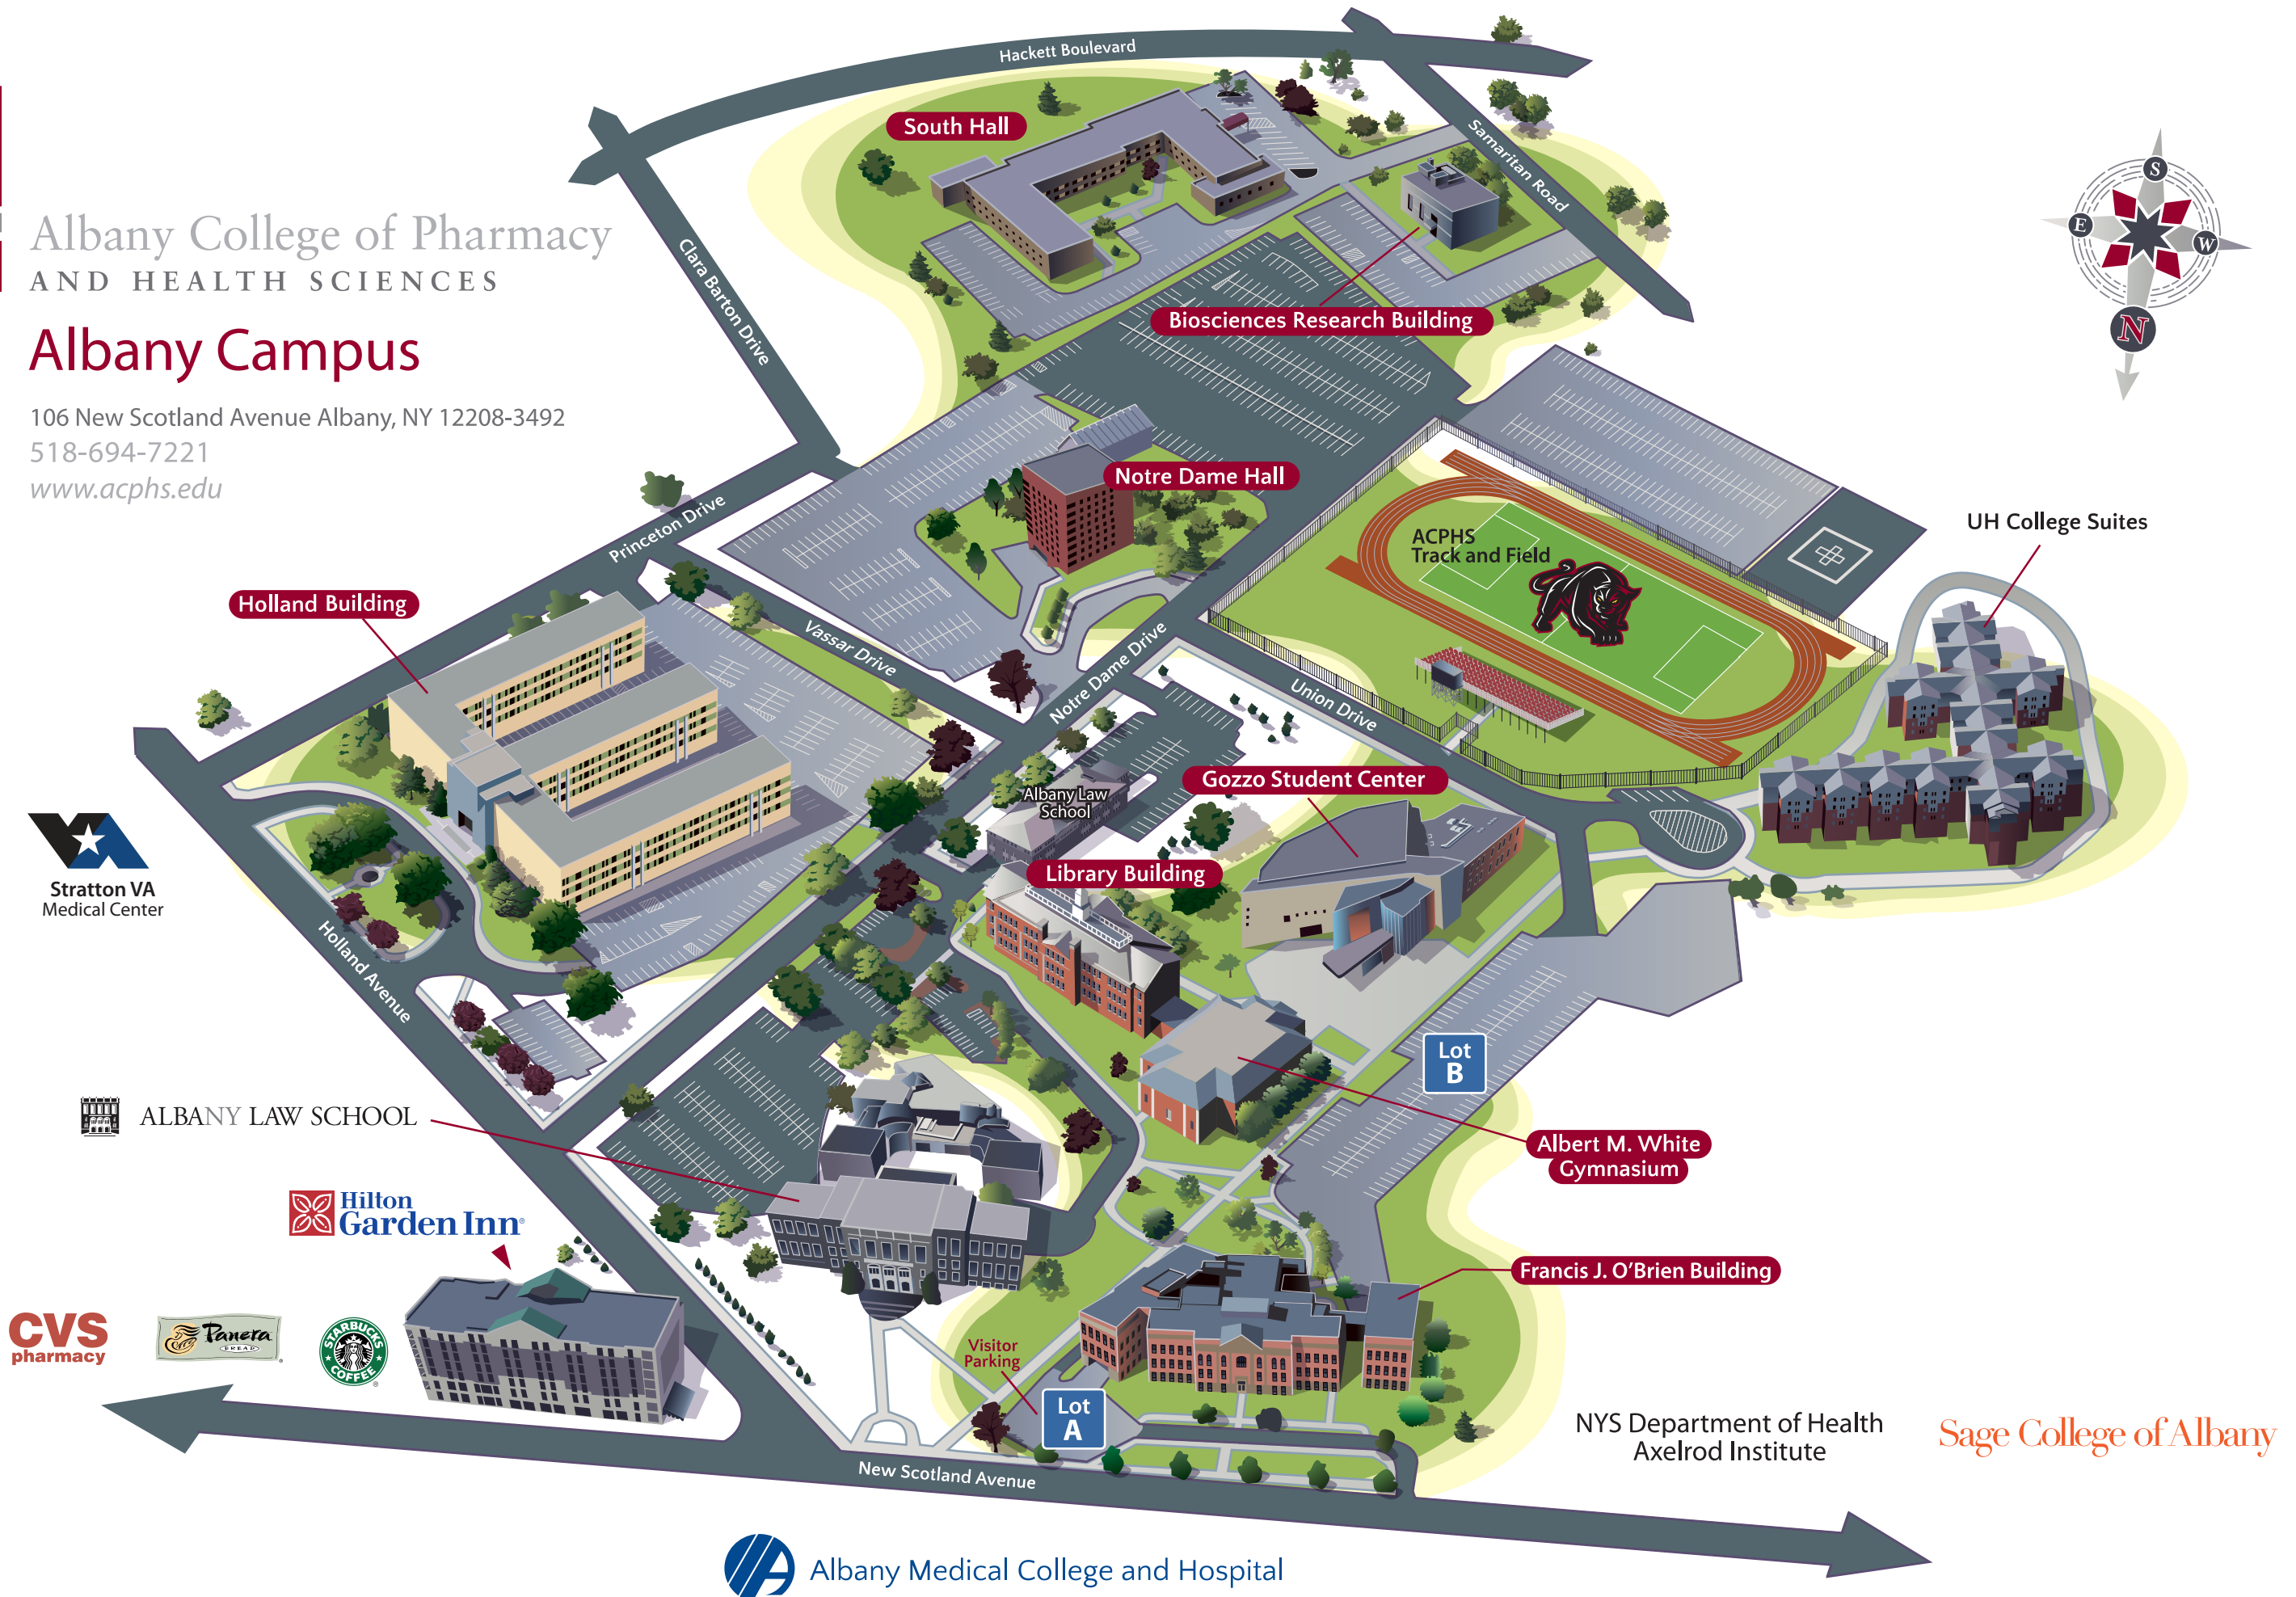 Albany College of Pharmacy
AND HEALTH SCIENCES
Albany Campus
106 New Scotland Avenue Albany, NY 12208-3492
518-694-7221
www.acphs.edu
Hackett Boulevard
South Hall
Samaritan Road
S
E
W
N
Clara Barton Drive
Biosciences Research Building
Notre Dame Hall
Princeton Drive
ACPHS
Track and Field
UH College Suites
Holland Building
Vassar Drive
Notre Dame Drive
Union Drive
Gozzo Student Center
Albany Law
School
Library Building
Stratton VA
Medical Center
Holland Avenue
Lot
B
ALBANY LAW SCHOOL
Albert M. White
Gymnasium
Hilton
Garden Inn
Francis J. O'Brien Building
CVS
pharmacy
Panera
BREAD
STARBUCKS
COFFEE
Visitor
Parking
Lot
A
NYS Department of Health
Axelrod Institute
Sage College of Albany
New Scotland Avenue
Albany Medical College and Hospital